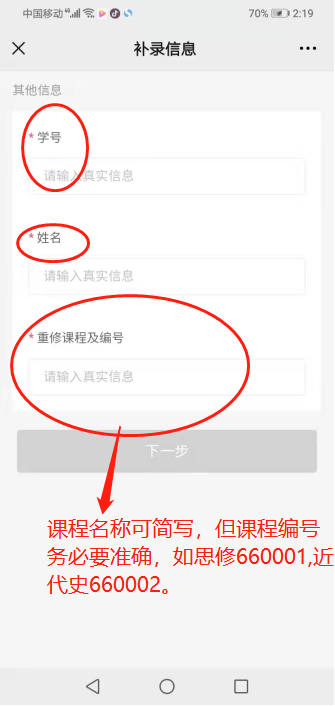 中国移动 4G 70% 2:19
补录信息
其他信息
* 学号
请输入真实信息
* 姓名
请输入真实信息
* 重修课程及编号
请输入真实信息
下一步
课程名称可简写，但课程编号
务必要准确，如思修660001,近
代史660002。